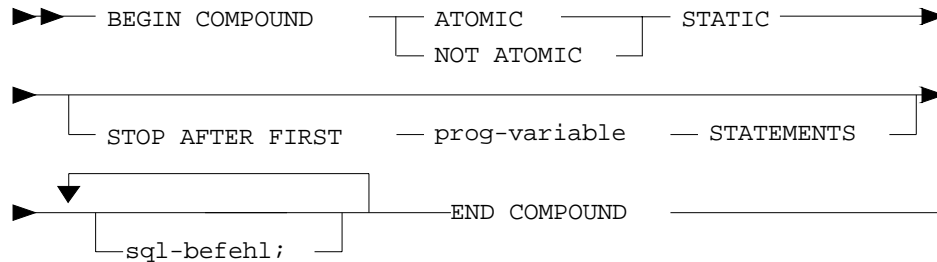 BEGIN COMPOUND ATOMIC STATIC
NOT ATOMIC
STOP AFTER FIRST prog-variable STATEMENTS
END COMPOUND
sql-befehl;